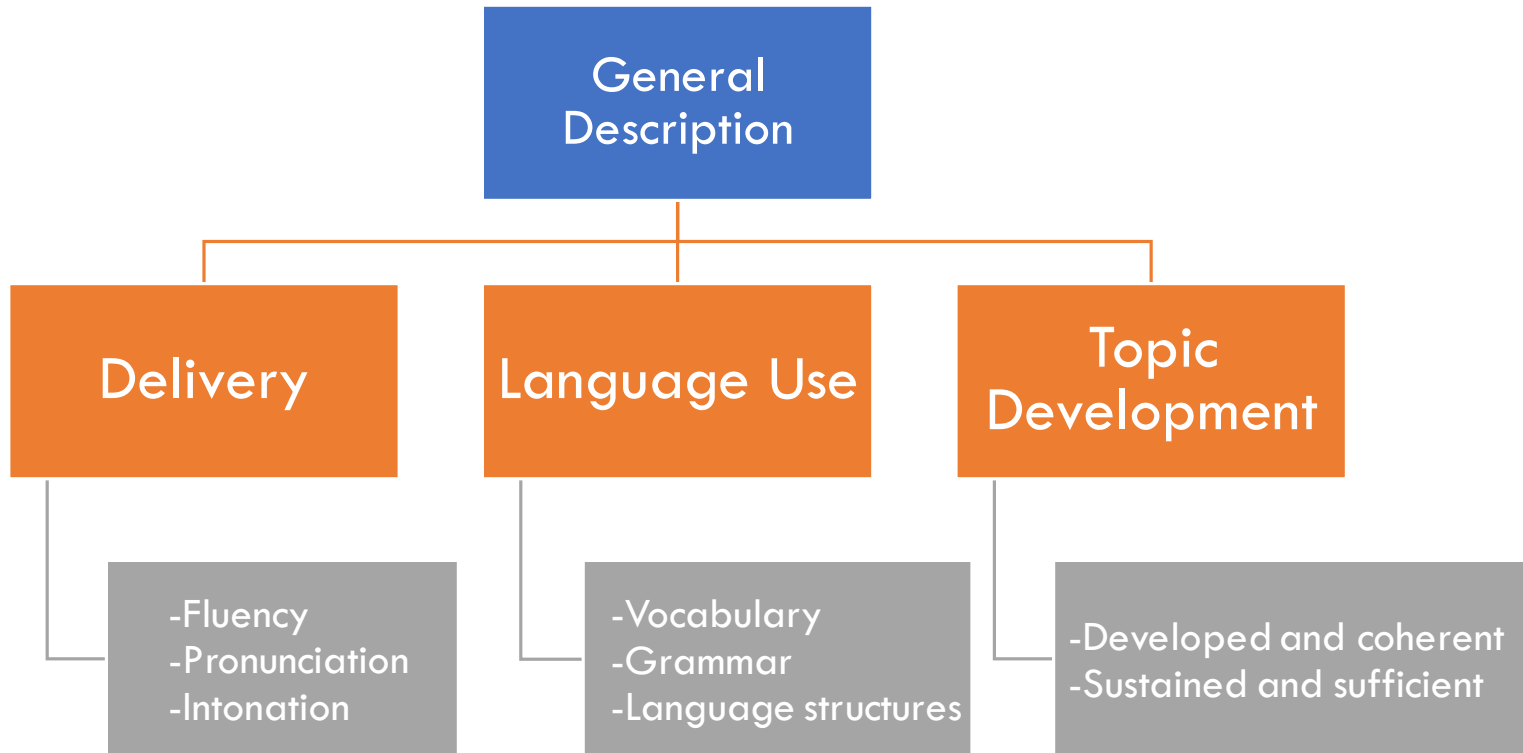 General
Description
Delivery
Language Use
Topic
Development
-Fluency
-Pronunciation
-Intonation
-Vocabulary
-Grammar
-Language structures
-Developed and coherent
-Sustained and sufficient